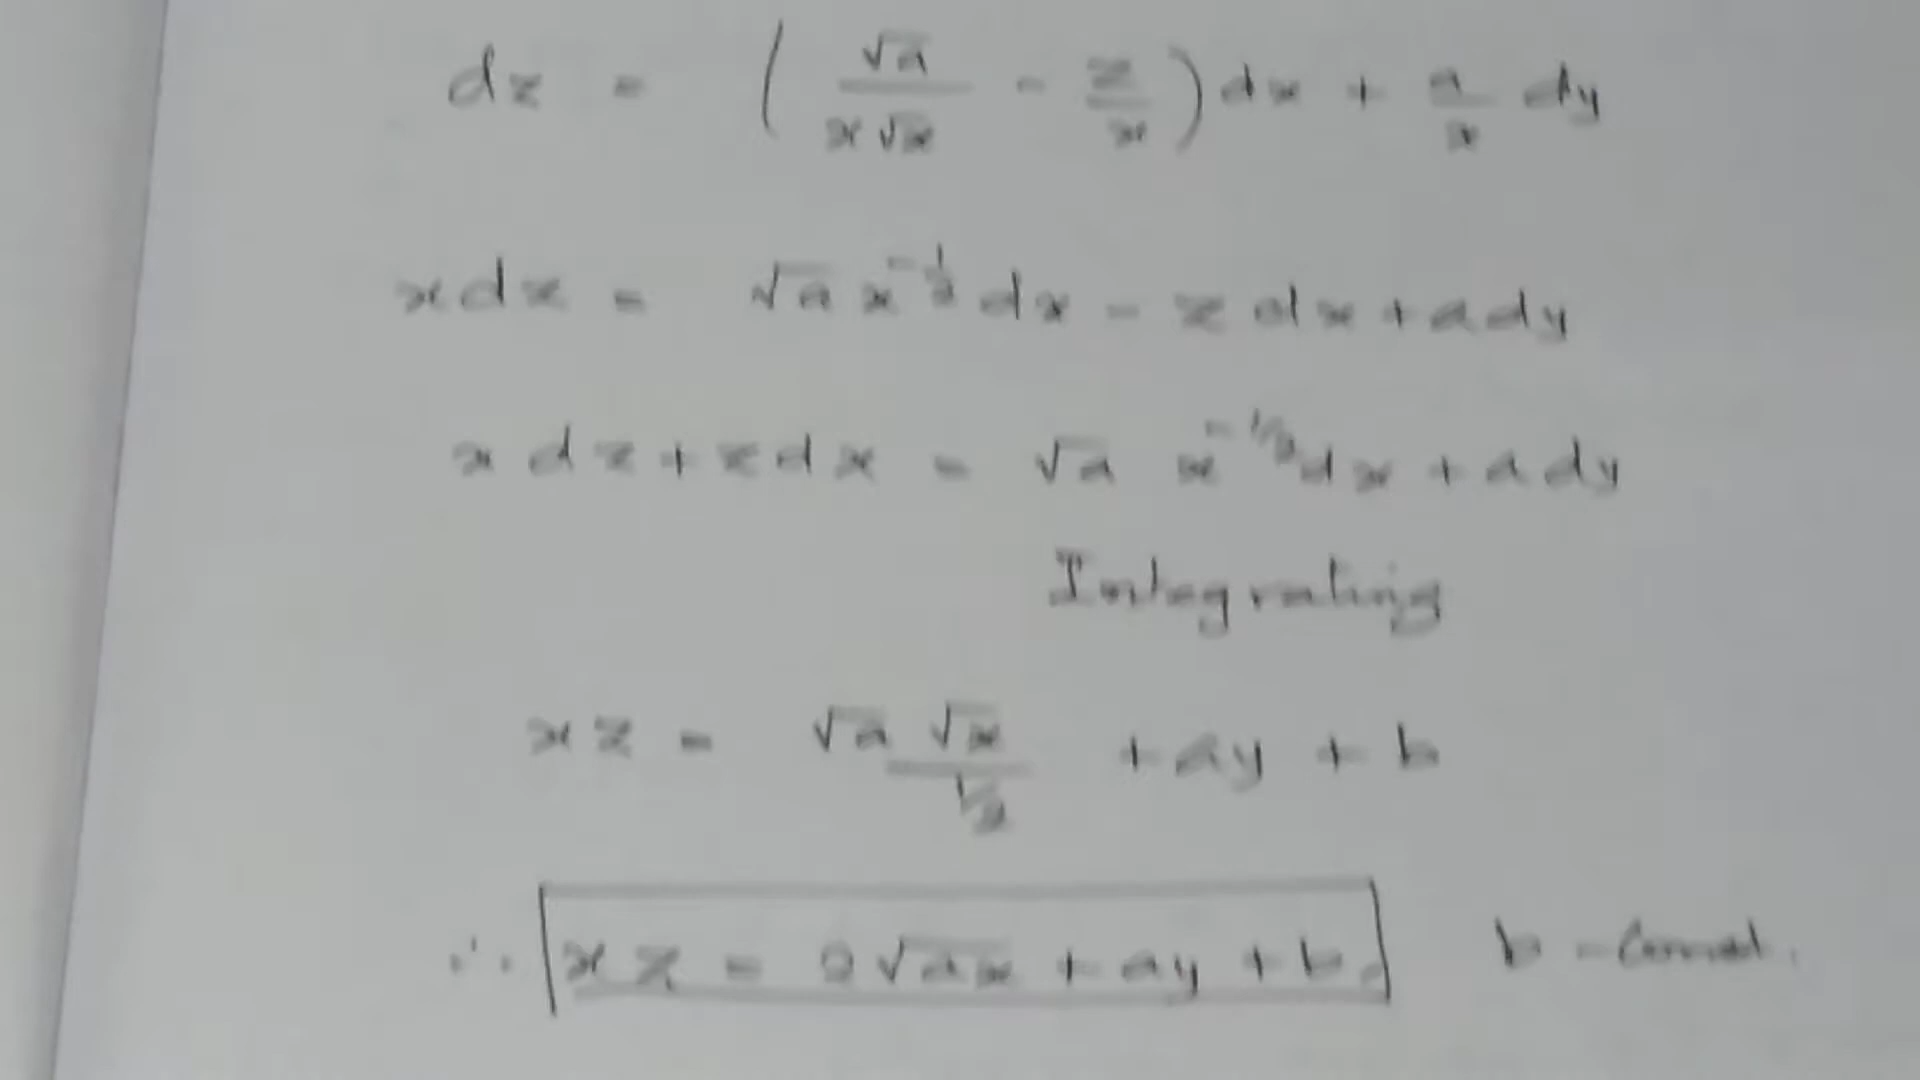 dz = (√a / x√x - z/x) dx + a/x dy
xdz = √a x^(-1/2) dx - z dx + a dy
x dz + z dx = √a x^(-1/2) dx + a dy
Integrating
xz = √a √x / (1/2) + ay + b
∴ xz = 2√ax + ay + b.
b -